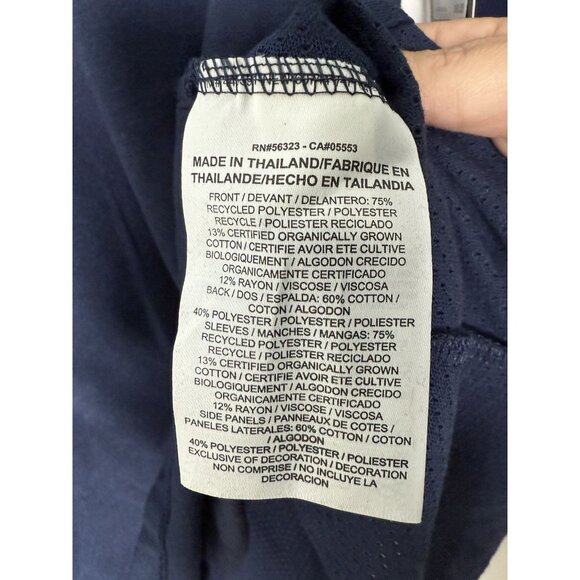 RN#56323 - CA#05553
MADE IN THAILAND/FABRIQUE EN
THAILANDE/HECHO EN TAILANDIA
FRONT / DEVANT / DELANTERO: 75%
RECYCLED POLYESTER / POLYESTER
RECYCLE / POLIESTER RECICLADO
13% CERTIFIED ORGANICALLY GROWN
COTTON / CERTIFIE AVOIR ETE CULTIVE
BIOLOGIQUEMENT / ALGODON CRECIDO
ORGANICAMENTE CERTIFICADO
12% RAYON / VISCOSE / VISCOSA
BACK / DOS / ESPALDA: 60% COTTON /
COTON / ALGODON
40% POLYESTER / POLYESTER / POLIESTER
SLEEVES / MANCHES / MANGAS: 75%
RECYCLED POLYESTER / POLYESTER
RECYCLE / POLIESTER RECICLADO
13% CERTIFIED ORGANICALLY GROWN
COTTON / CERTIFIE AVOIR ETE CULTIVE
BIOLOGIQUEMENT / ALGODON CRECIDO
ORGANICAMENTE CERTIFICADO
12% RAYON / VISCOSE / VISCOSA
SIDE PANELS / PANNEAUX DE COTES /
PANELES LATERALES: 60% COTTON / COTON
/ ALGODON
40% POLYESTER / POLYESTER / POLIESTER
EXCLUSIVE OF DECORATION / DECORATION
NON COMPRISE / NO INCLUYE LA
DECORACION